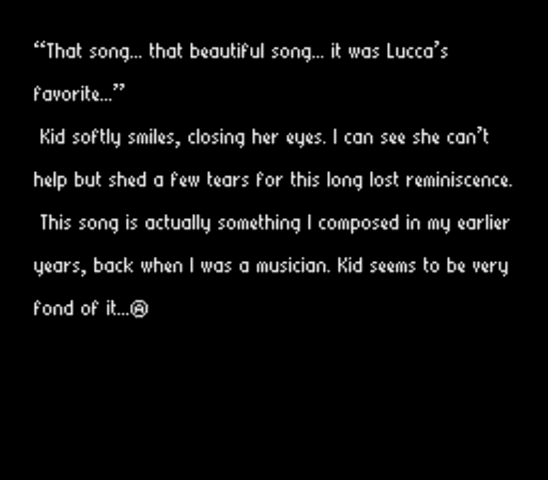 “That song... that beautiful song... it was Lucca’s
favorite...”
Kid softly smiles, closing her eyes. I can see she can’t
help but shed a few tears for this long lost reminiscence.
This song is actually something I composed in my earlier
years, back when I was a musician. Kid seems to be very
fond of it...Ⓐ